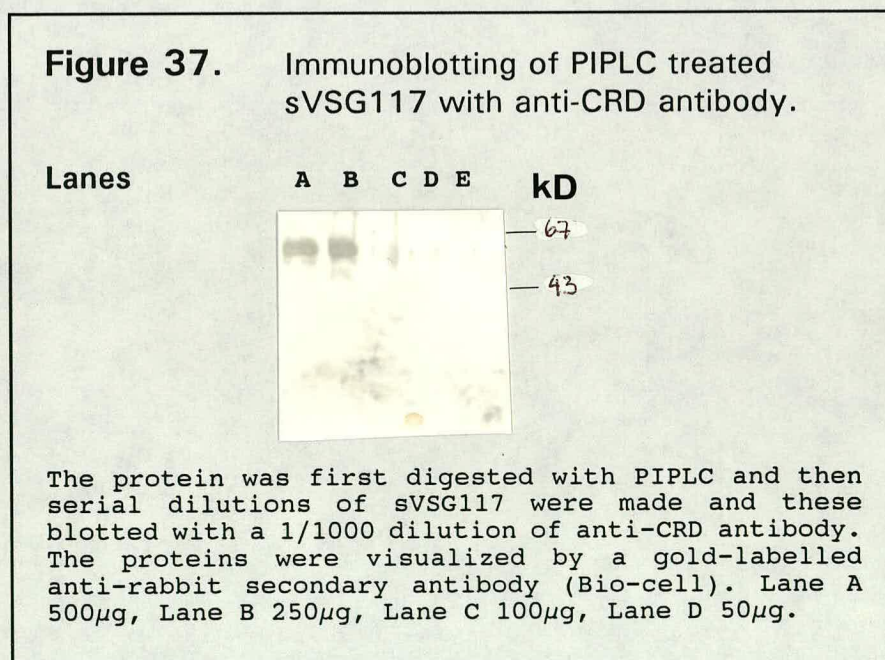 Figure 37. Immunoblotting of PIPLC treated
sVSG117 with anti-CRD antibody.
Lanes A B C D E kD
67
43
The protein was first digested with PIPLC and then
serial dilutions of sVSG117 were made and these
blotted with a 1/1000 dilution of anti-CRD antibody.
The proteins were visualized by a gold-labelled
anti-rabbit secondary antibody (Bio-cell). Lane A
500µg, Lane B 250µg, Lane C 100µg, Lane D 50µg.